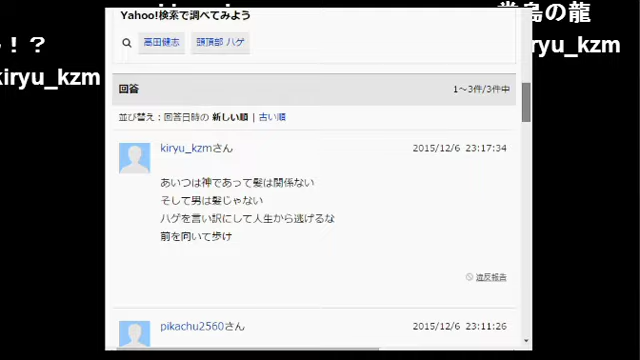 Yahoo!検索で調べてみよう
高田健志
頭頂部 ハゲ
の龍
！？
kiryu_kzm
ryu_kzm
回答
1～3件/3件中
並び替え：回答日時の 新しい順 | 古い順
kiryu_kzmさん
2015/12/6 23:17:34
あいつは神であって髪は関係ない
そして男は髪じゃない
ハゲを言い訳にして人生から逃げるな
前を向いて歩け
違反報告
pikachu2560さん
2015/12/6 23:11:26